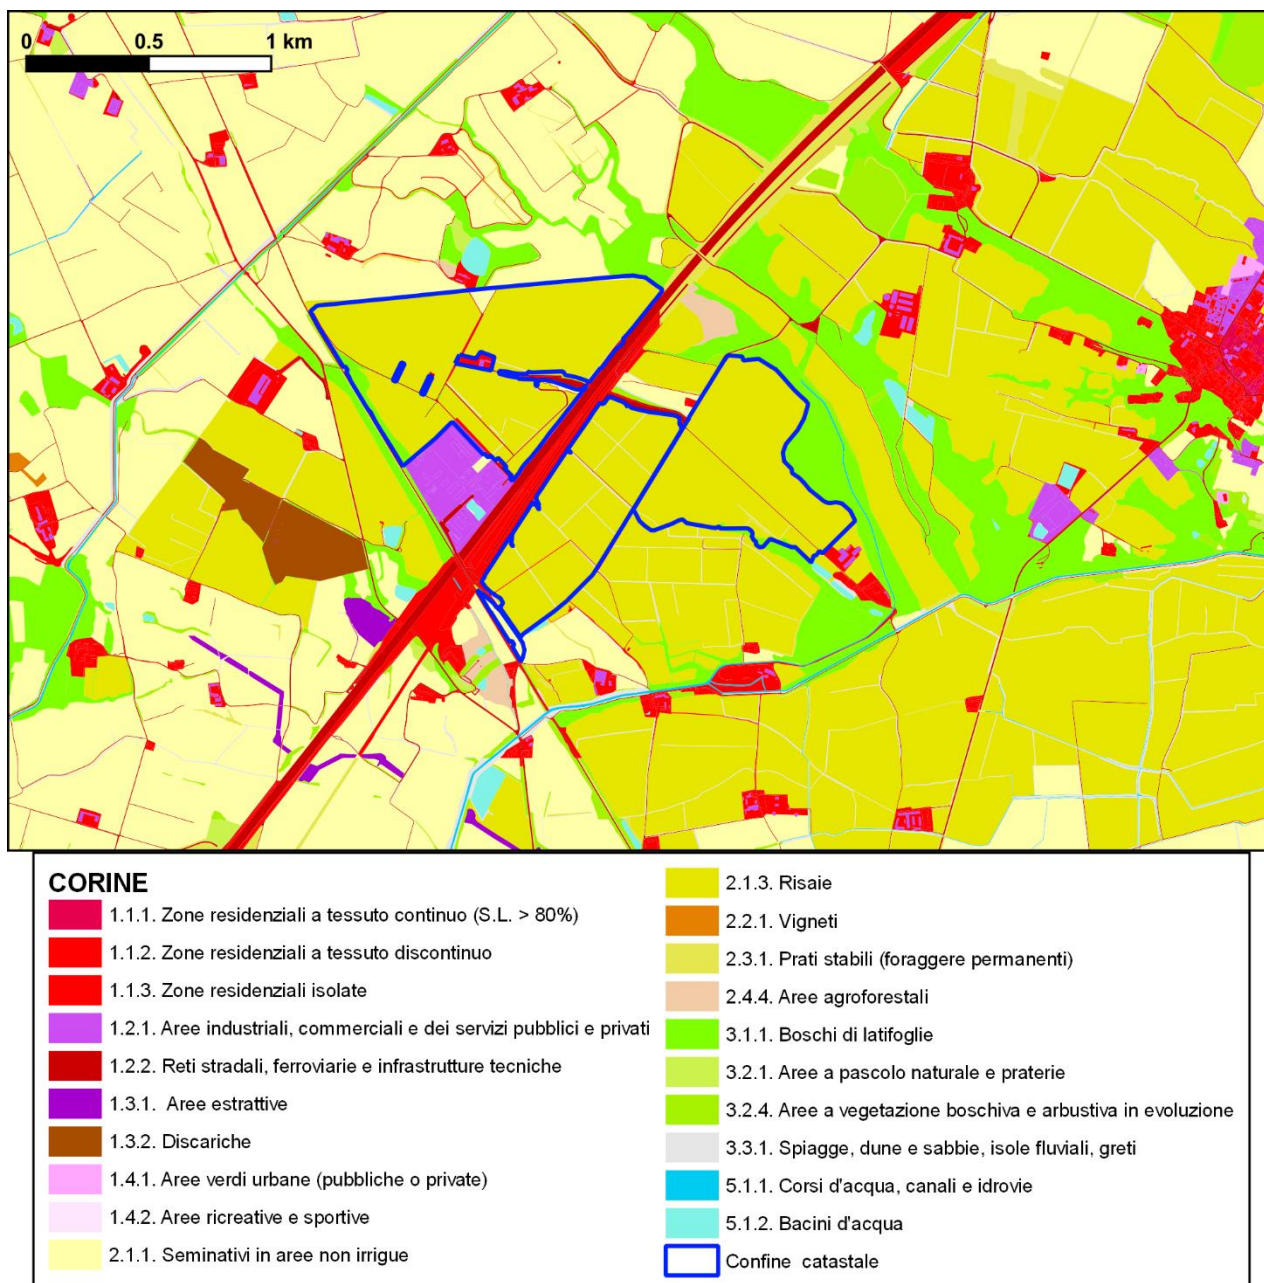 0 0.5 1 km
CORINE
1.1.1. Zone residenziali a tessuto continuo (S.L. > 80%)
1.1.2. Zone residenziali a tessuto discontinuo
1.1.3. Zone residenziali isolate
1.2.1. Aree industriali, commerciali e dei servizi pubblici e privati
1.2.2. Reti stradali, ferroviarie e infrastrutture tecniche
1.3.1. Aree estrattive
1.3.2. Discariche
1.4.1. Aree verdi urbane (pubbliche o private)
1.4.2. Aree ricreative e sportive
2.1.1. Seminativi in aree non irrigue
2.1.3. Risaie
2.2.1. Vigneti
2.3.1. Prati stabili (foraggere permanenti)
2.4.4. Aree agroforestali
3.1.1. Boschi di latifoglie
3.2.1. Aree a pascolo naturale e praterie
3.2.4. Aree a vegetazione boschiva e arbustiva in evoluzione
3.3.1. Spiagge, dune e sabbie, isole fluviali, greti
5.1.1. Corsi d'acqua, canali e idrovie
5.1.2. Bacini d'acqua
Confine catastale